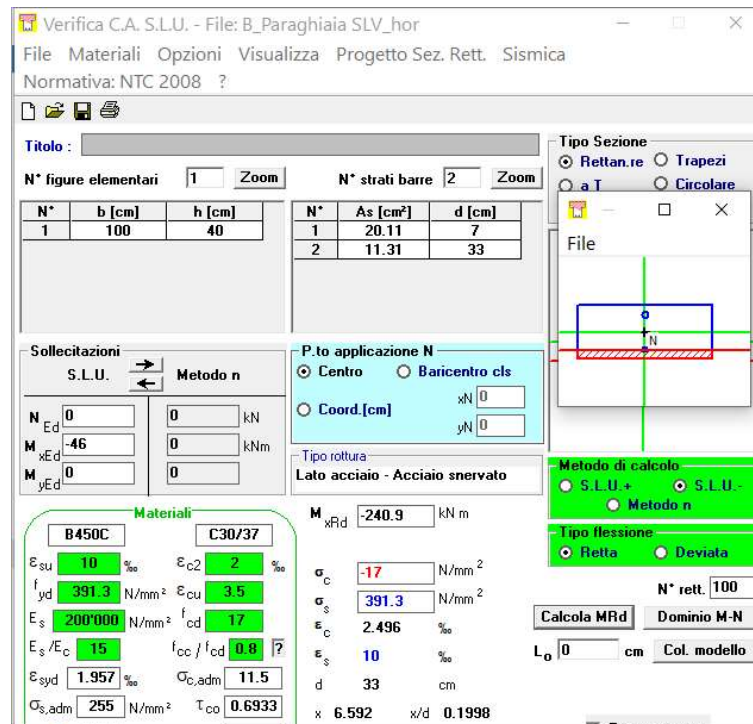 Verifica C.A. S.L.U. - File: B_Paraghiaia SLV_hor
File Materiali Opzioni Visualizza Progetto Sez. Rett. Sismica
Normativa: NTC 2008 ?
Titolo :
N° figure elementari 1 Zoom
N° strati barre 2 Zoom
N° b [cm] h [cm]
1 100 40
N° As [cm²] d [cm]
1 20.11 7
2 11.31 33
Tipo Sezione
Rettan.re Trapezi
a T Circolare
File
N
Sollecitazioni
S.L.U. Metodo n
N Ed 0 0 kN
M xEd -46 0 kNm
M yEd 0 0
P.to applicazione N
Centro Baricentro cls
Coord.[cm] xN 0
yN 0
Tipo rottura
Lato acciaio - Acciaio snervato
Metodo di calcolo
S.L.U.+ S.L.U.-
Metodo n
Tipo flessione
Retta Deviata
Materiali
B450C C30/37
εsu 10 ‰ εc2 2 ‰
fyd 391.3 N/mm² εcu 3.5
Es 200'000 N/mm² fcd 17
Es /Ec 15 fcc / fcd 0.8 ?
εsyd 1.957 ‰ σc,adm 11.5
σs,adm 255 N/mm² τco 0.6933
M xRd -240.9 kN m
σc -17 N/mm²
σs 391.3 N/mm²
εc 2.496 ‰
εs 10 ‰
d 33 cm
x 6.592 x/d 0.1998
N° rett. 100
Calcola MRd Dominio M-N
Lo 0 cm Col. modello